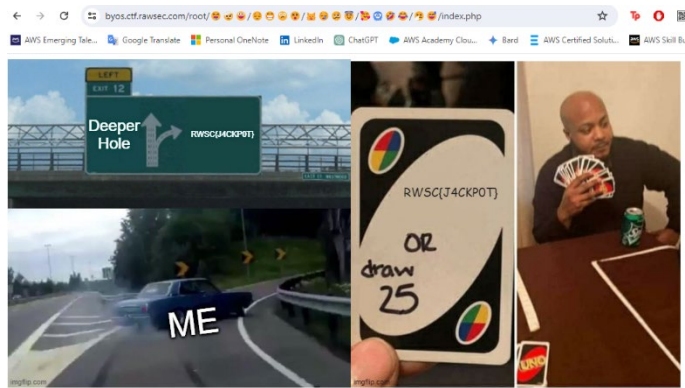 byos.ctf.rawsec.com/root/
/index.php
AWS Emerging Tale...
Google Translate
Personal OneNote
LinkedIn
ChatGPT
AWS Academy Clou...
Bard
AWS Certified Soluti...
AWS Skill Bu
LEFT
EXIT 12
Deeper
Hole
RWSC{J4CKP0T}
ME
imgflip.com
RWSC{J4CKP0T}
OR
draw
25
UNO
imgflip.com